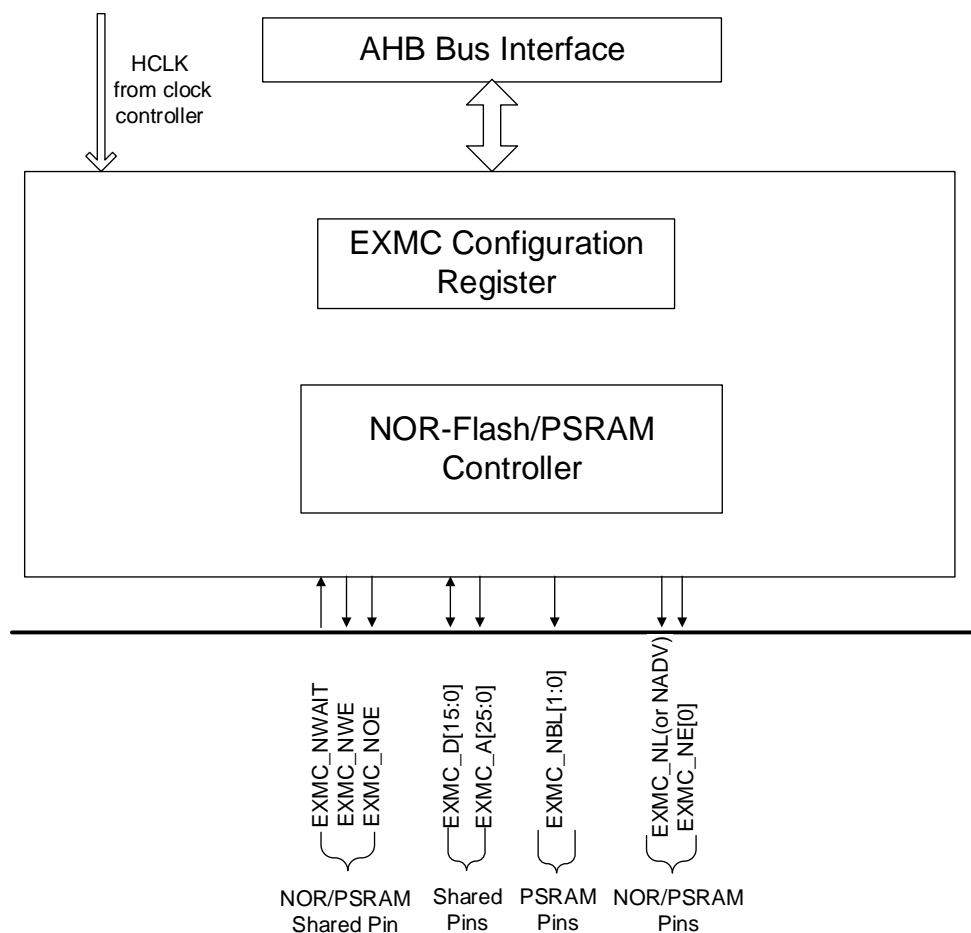 AHB Bus Interface
HCLK
from clock
controller
EXMC Configuration
Register
NOR-Flash/PSRAM
Controller
EXMC_NWAIT
EXMC_NWE
EXMC_NOE
EXMC_D[15:0]
EXMC_A[25:0]
EXMC_NBL[1:0]
EXMC_NL(or NADV)
EXMC_NE[0]
NOR/PSRAM
Shared Pin
Shared
Pins
PSRAM
Pins
NOR/PSRAM
Pins